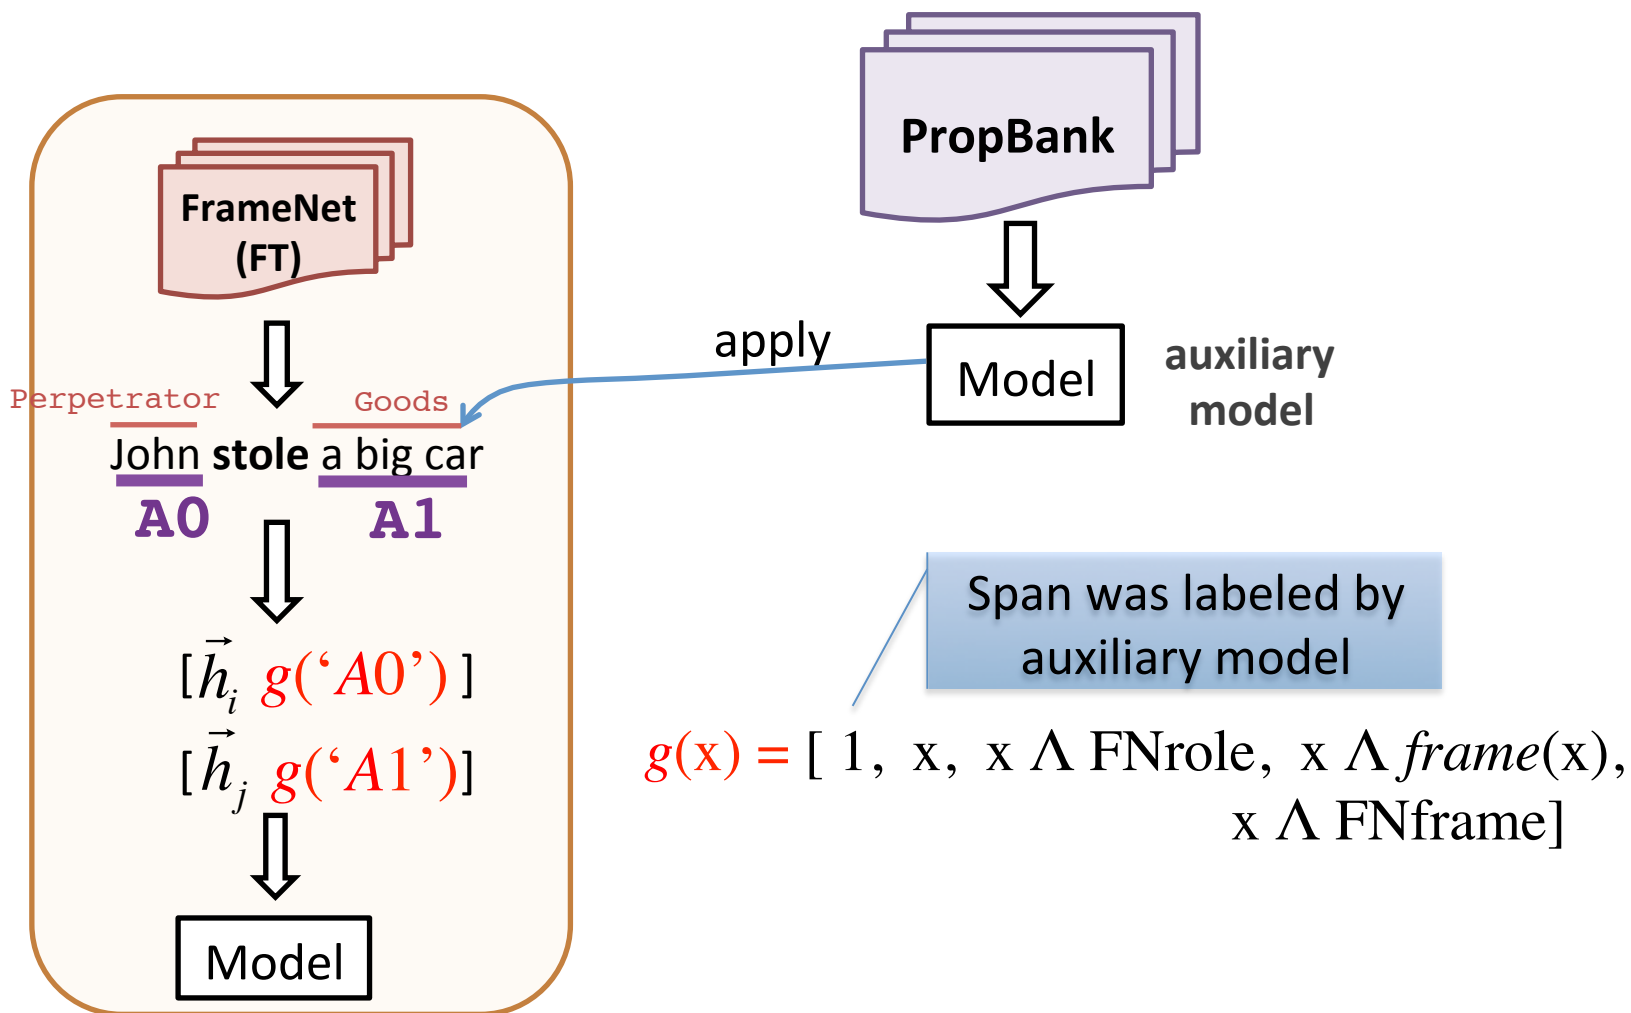 PropBank
FrameNet
(FT)
apply
Model
auxiliary
model
Perpetrator
Goods
John stole a big car
A0
A1
Span was labeled by
auxiliary model
[h⃗i g(‘A0’) ]
[h⃗j g(‘A1’)]
g(x) = [ 1, x, x Λ FNrole, x Λ frame(x),
x Λ FNframe]
Model